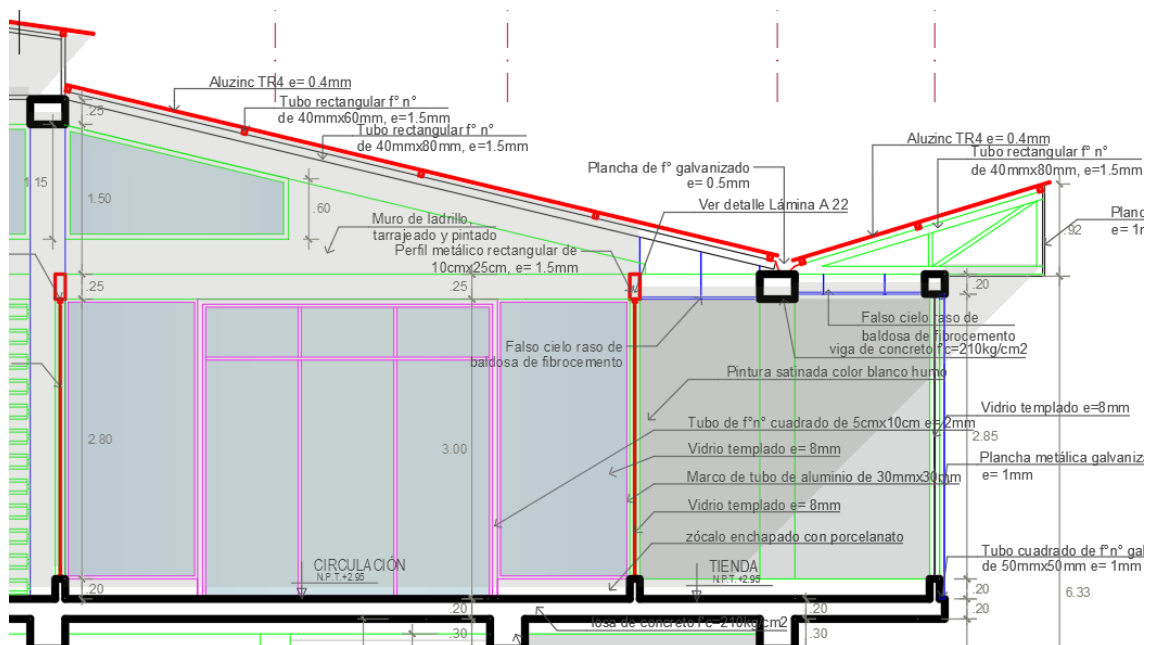 Aluzinc TR4 e= 0.4mm
Tubo rectangular f° n°
de 40mmx60mm, e=1.5mm
Tubo rectangular f° n°
de 40mmx80mm, e=1.5mm
Plancha de f° galvanizado
e= 0.5mm
Aluzinc TR4 e= 0.4mm
Tubo rectangular f° n°
de 40mmx80mm, e=1.5mm
Ver detalle Lámina A 22
Muro de ladrillo,
tarrajeado y pintado
Perfil metálico rectangular de
10cmx25cm, e= 1.5mm
.25
1.15
1.50
.60
.92
.25
.25
.20
Falso cielo raso de
baldosa de fibrocemento
Falso cielo raso de
baldosa de fibrocemento
viga de concreto f'c=210kg/cm2
Pintura satinada color blanco humo
Tubo de f°n° cuadrado de 5cmx10cm e=2mm
Vidrio templado e= 8mm
Marco de tubo de aluminio de 30mmx30mm
Vidrio templado e= 8mm
zócalo enchapado con porcelanato
Vidrio templado e=8mm
Plancha metálica galvaniz
e= 1mm
Tubo cuadrado de f°n° gal
de 50mmx50mm e= 1mm
2.80
3.00
2.85
6.33
CIRCULACIÓN
N.P.T.+2.95
TIENDA
N.P.T.+2.95
.20
.20
.20
.20
.20
.30
.30
losa de concreto f'c=210kg/cm2
Planc